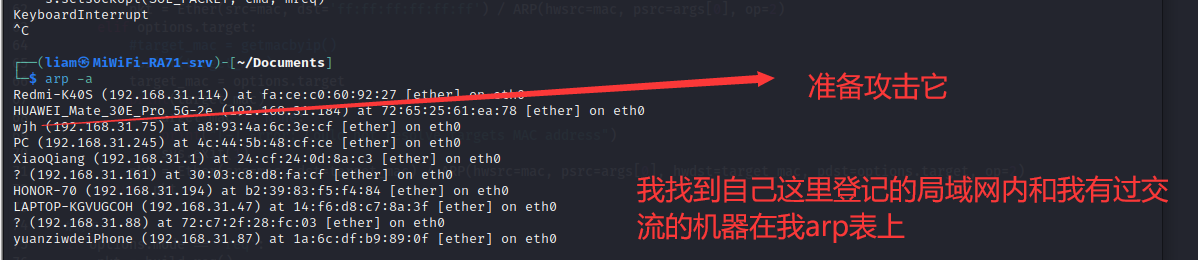 s.setsockopt(SOL_PACKET, cmd, mreq)
KeyboardInterrupt
^C
┌──(liam㉿MiWiFi-RA71-srv)-[~/Documents]
└─$ arp -a
Redmi-K40S (192.168.31.114) at fa:ce:c0:60:92:27 [ether] on eth0
HUAWEI_Mate_30E_Pro_5G-2e (192.168.31.184) at 72:65:25:61:ea:78 [ether] on eth0
wjh (192.168.31.75) at a8:93:4a:6c:3e:cf [ether] on eth0
PC (192.168.31.245) at 4c:44:5b:48:cf:ce [ether] on eth0
XiaoQiang (192.168.31.1) at 24:cf:24:0d:8a:c3 [ether] on eth0
? (192.168.31.161) at 30:03:c8:d8:fa:cf [ether] on eth0
HONOR-70 (192.168.31.194) at b2:39:83:f5:f4:84 [ether] on eth0
LAPTOP-KGVUGCOH (192.168.31.47) at 14:f6:d8:c7:8a:3f [ether] on eth0
? (192.168.31.88) at 72:c7:2f:28:fc:03 [ether] on eth0
yuanziwdeiPhone (192.168.31.87) at 1a:6c:df:b9:89:0f [ether] on eth0
准备攻击它
我找到自己这里登记的局域网内和我有过交
流的机器在我arp表上